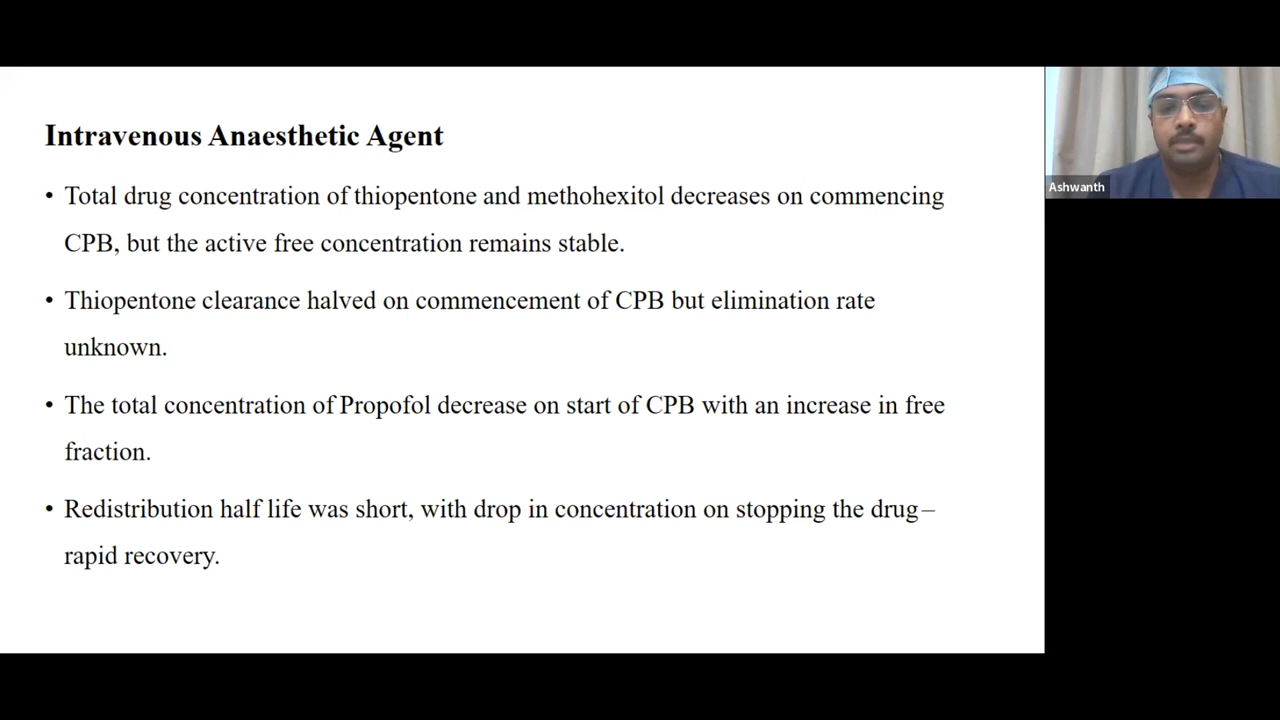 Intravenous Anaesthetic Agent
• Total drug concentration of thiopentone and methohexitol decreases on commencing
CPB, but the active free concentration remains stable.
• Thiopentone clearance halved on commencement of CPB but elimination rate
unknown.
• The total concentration of Propofol decrease on start of CPB with an increase in free
fraction.
• Redistribution half life was short, with drop in concentration on stopping the drug –
rapid recovery.
Ashwanth